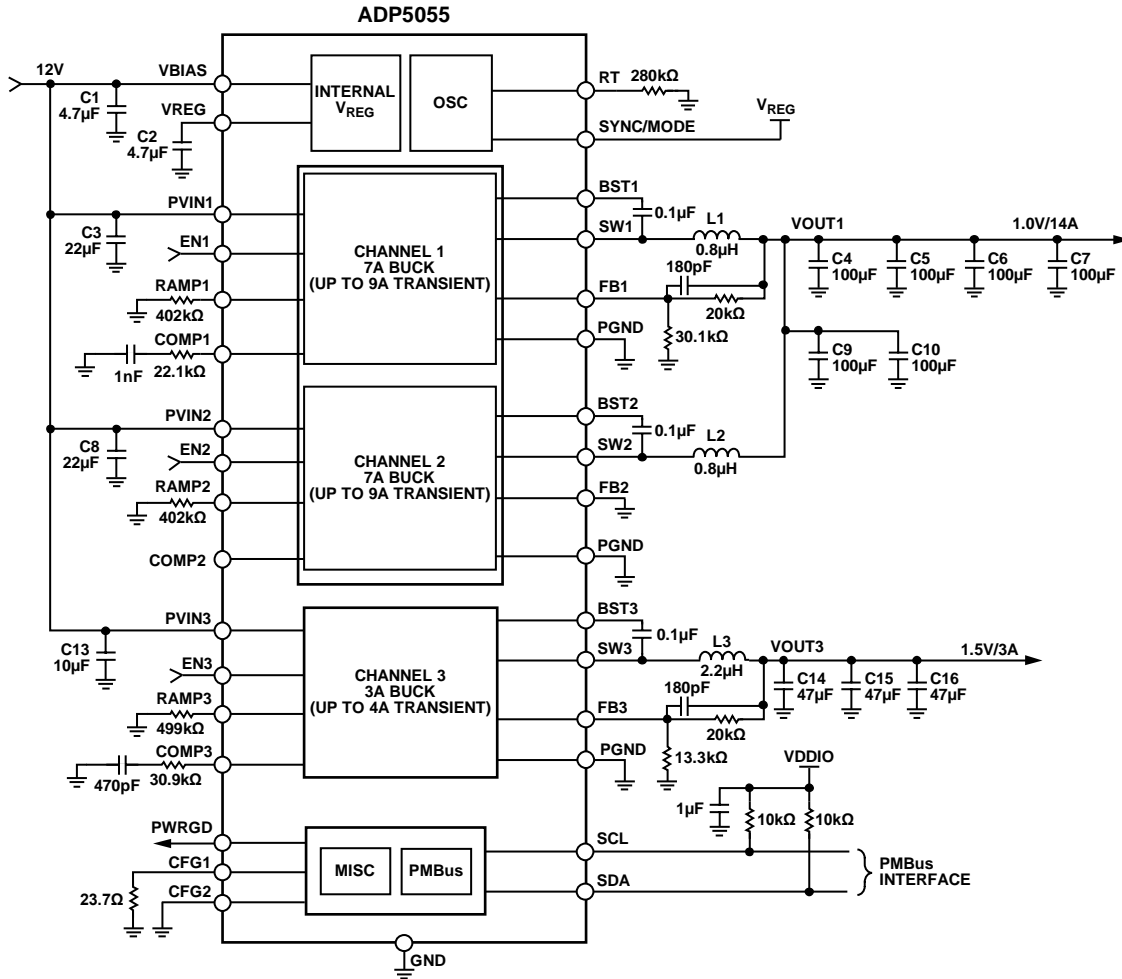 ADP5055
12V
VBIAS
C1
4.7µF
VREG
C2
4.7µF
INTERNAL
VREG
OSC
RT
280kΩ
SYNC/MODE
VREG
PVIN1
C3
22µF
EN1
RAMP1
402kΩ
COMP1
1nF
22.1kΩ
CHANNEL 1
7A BUCK
(UP TO 9A TRANSIENT)
BST1
0.1µF
SW1
L1
0.8µH
VOUT1
1.0V/14A
180pF
FB1
20kΩ
30.1kΩ
PGND
C4
100µF
C5
100µF
C6
100µF
C7
100µF
C9
100µF
C10
100µF
PVIN2
C8
22µF
EN2
RAMP2
402kΩ
COMP2
CHANNEL 2
7A BUCK
(UP TO 9A TRANSIENT)
BST2
0.1µF
SW2
L2
0.8µH
FB2
PGND
PVIN3
C13
10µF
EN3
RAMP3
499kΩ
COMP3
470pF
30.9kΩ
CHANNEL 3
3A BUCK
(UP TO 4A TRANSIENT)
BST3
0.1µF
SW3
L3
2.2µH
VOUT3
1.5V/3A
180pF
FB3
20kΩ
13.3kΩ
PGND
C14
47µF
C15
47µF
C16
47µF
VDDIO
1µF
10kΩ
10kΩ
PWRGD
CFG1
CFG2
23.7Ω
MISC
PMBus
SCL
SDA
PMBus
INTERFACE
GND